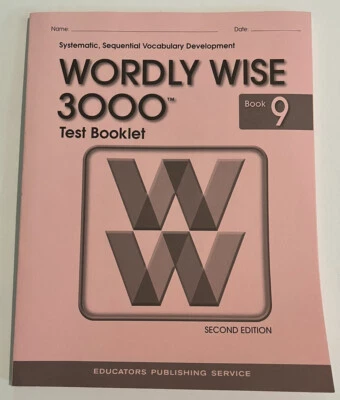 Name: Date:
Systematic, Sequential Vocabulary Development
WORDLY WISE
3000™ Book 9
Test Booklet
W
W
SECOND EDITION
EDUCATORS PUBLISHING SERVICE